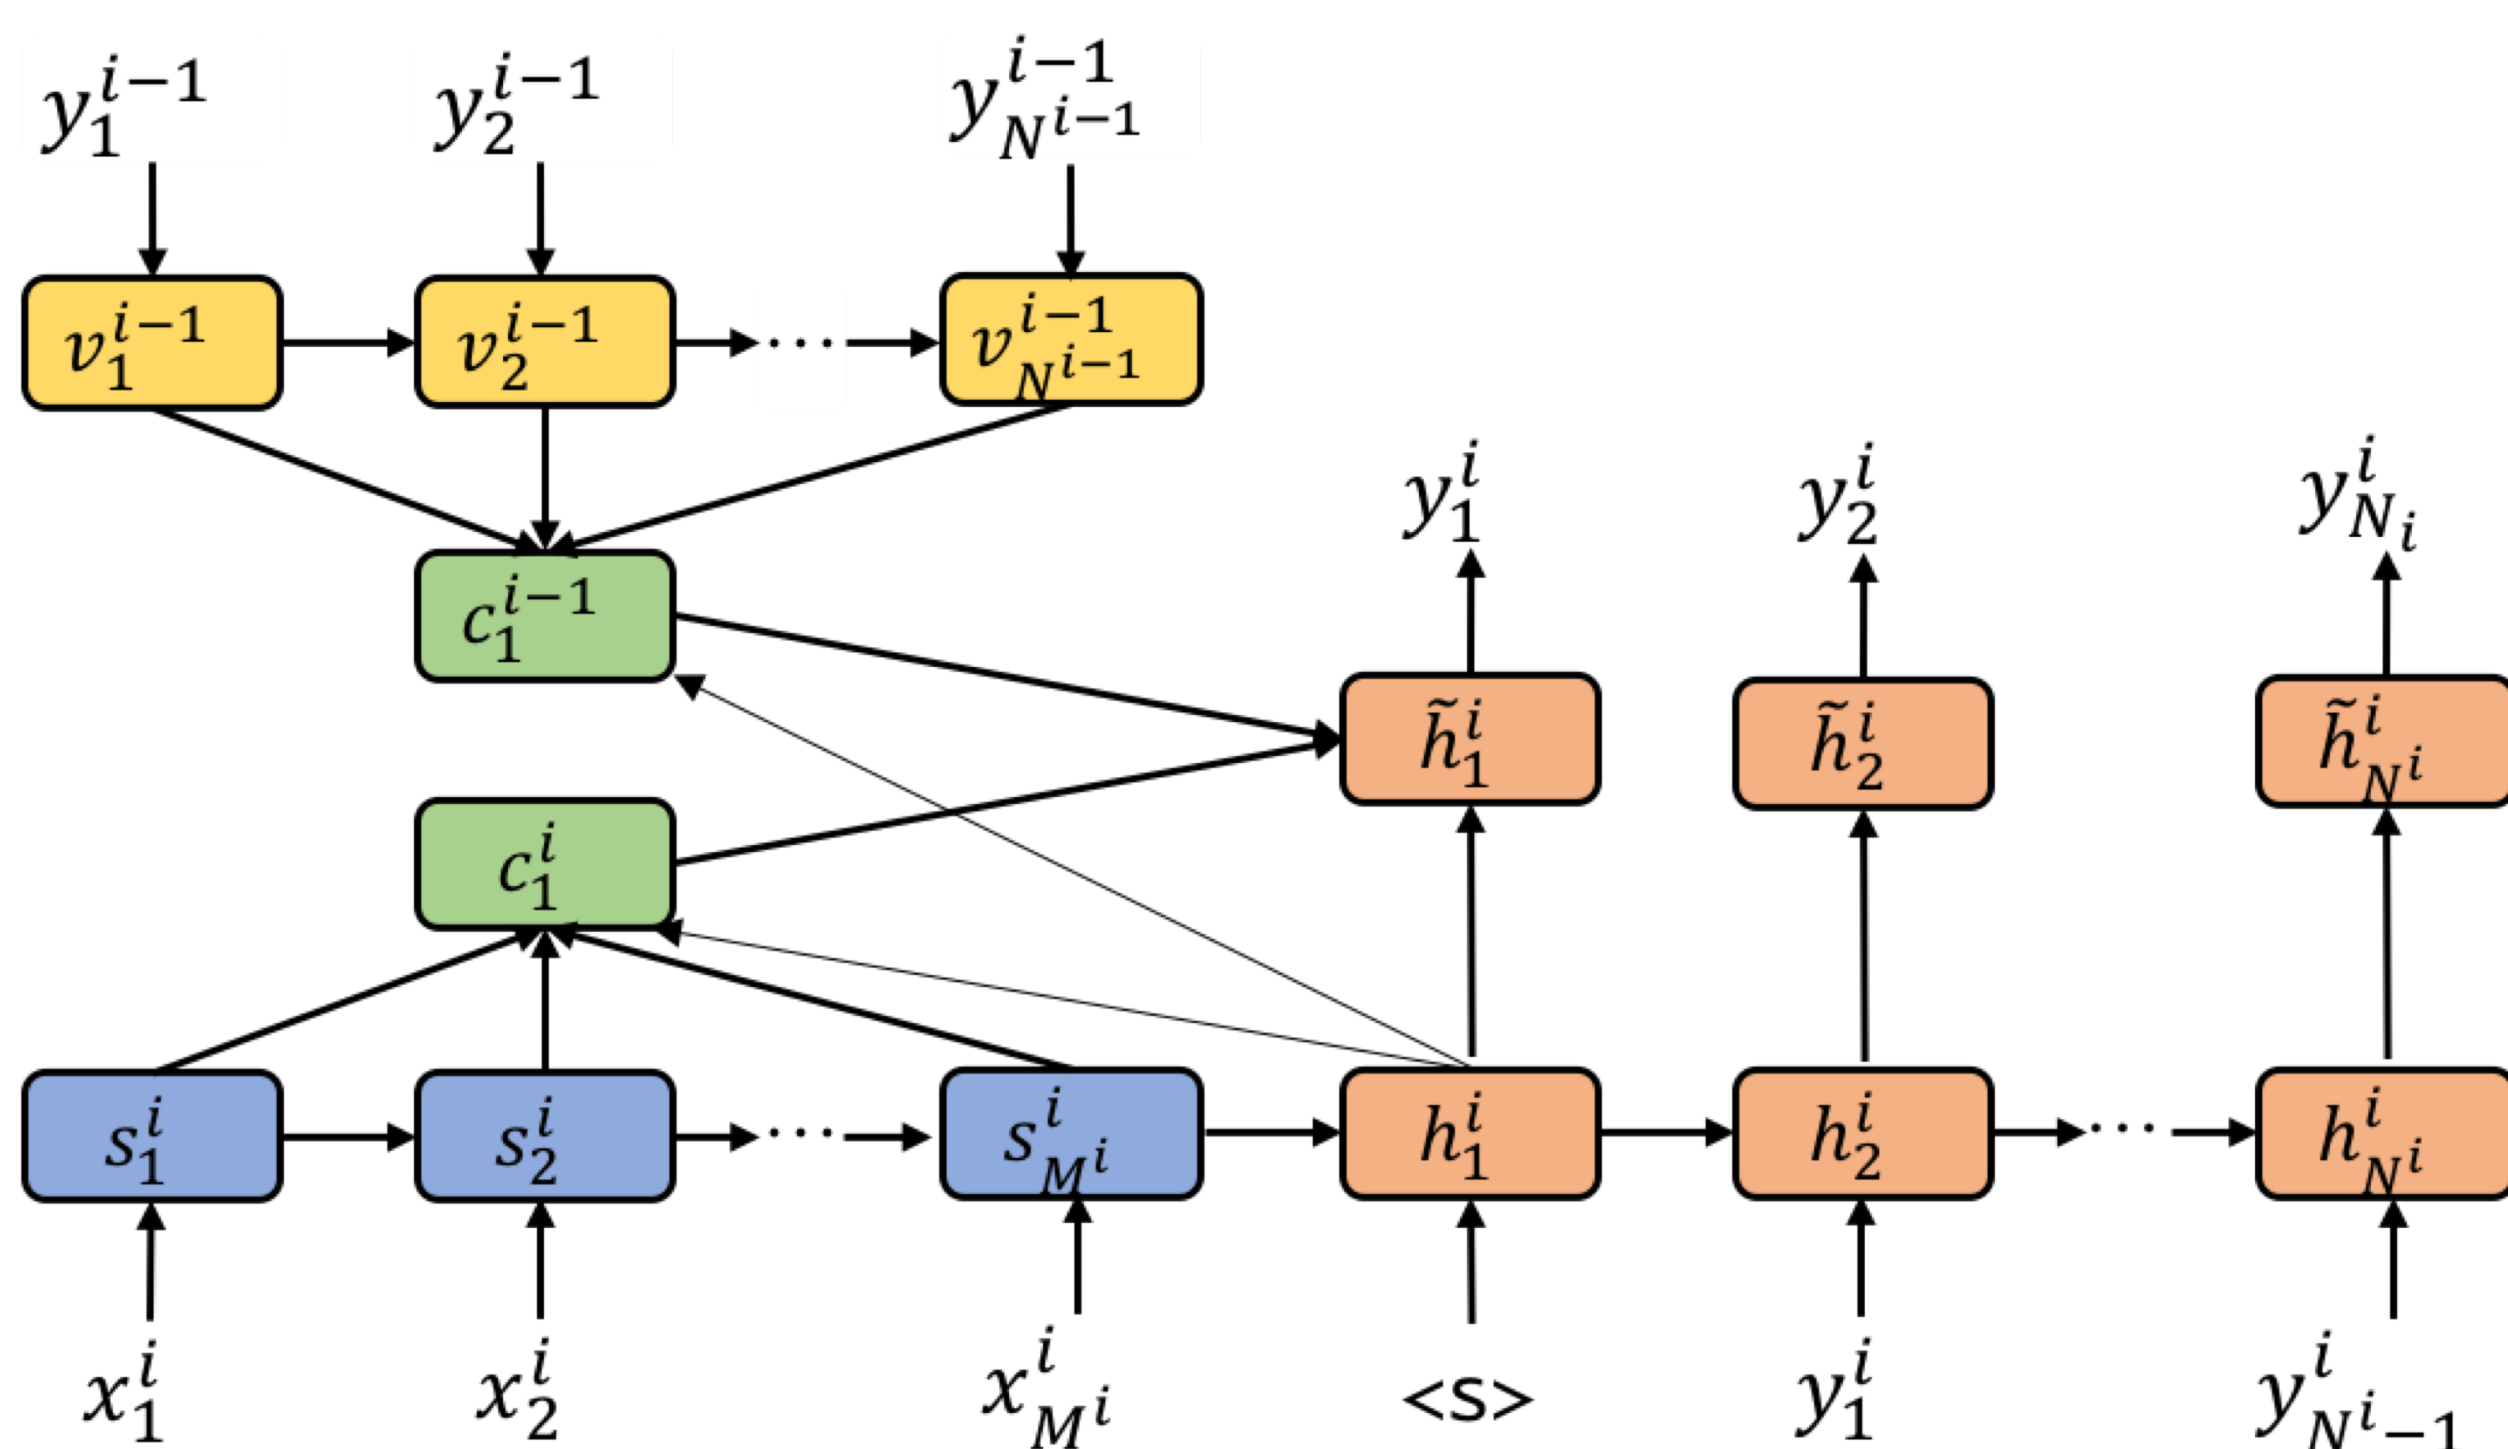 y_1^{i-1} y_2^{i-1} y_{N^{i-1}}^{i-1}
v_1^{i-1} v_2^{i-1} ... v_{N^{i-1}}^{i-1}
y_1^i y_2^i y_{N_i}^i
c_1^{i-1}
h̃_1^i h̃_2^i h̃_{N^i}^i
c_1^i
s_1^i s_2^i ... s_{M^i}^i h_1^i h_2^i ... h_{N^i}^i
x_1^i x_2^i x_{M^i}^i <s> y_1^i y_{N^i-1}^i